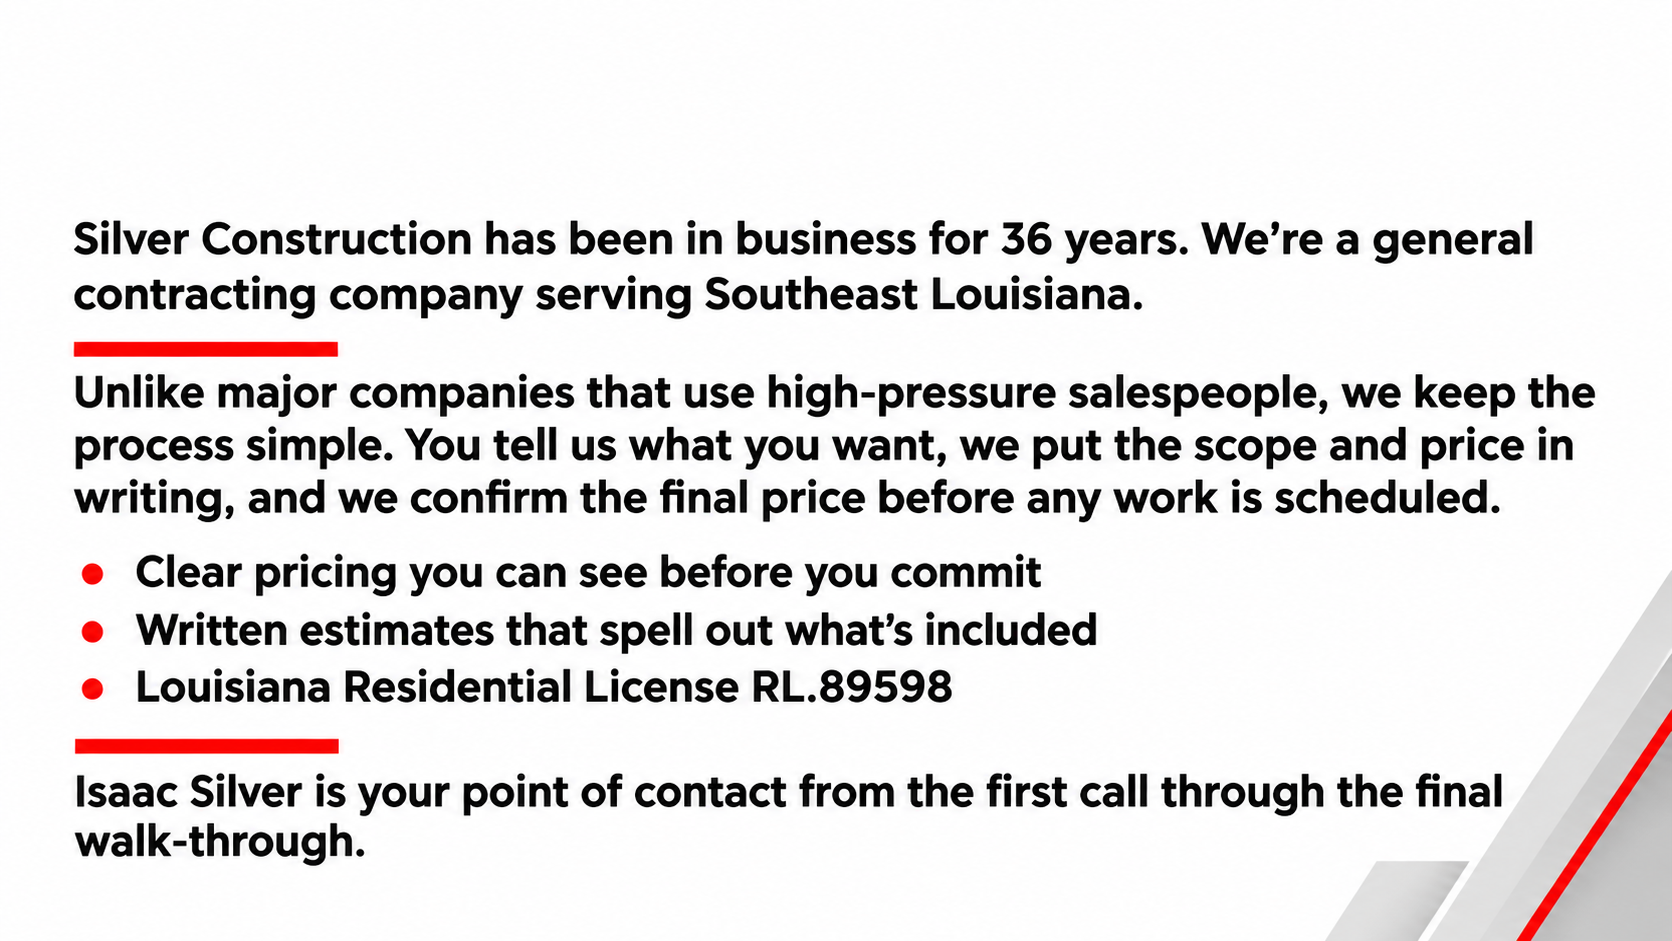 Silver Construction has been in business for 36 years. We’re a general
contracting company serving Southeast Louisiana.
Unlike major companies that use high-pressure salespeople, we keep the
process simple. You tell us what you want, we put the scope and price in
writing, and we confirm the final price before any work is scheduled.
● Clear pricing you can see before you commit
● Written estimates that spell out what’s included
● Louisiana Residential License RL.89598
Isaac Silver is your point of contact from the first call through the final
walk-through.